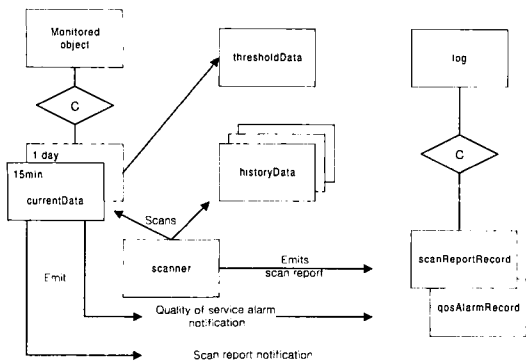 Monitored
object
thresholdData
log
C
C
1 day
15min
currentData
historyData
Scans
scanner
Emits
scan report
scanReportRecord
Emit
qosAlarmRecord
Quality of service alarm
notification
Scan report notification